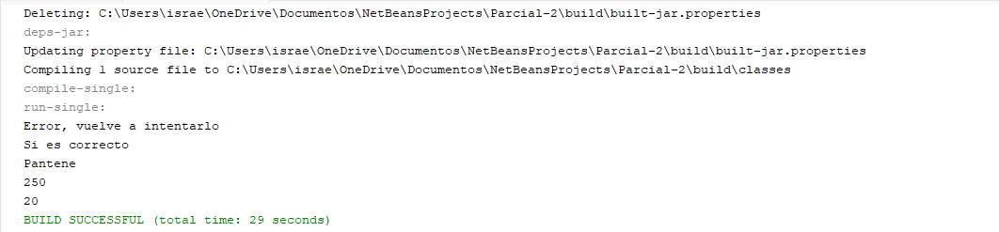 Deleting: C:\Users\israe\OneDrive\Documentos\NetBeansProjects\Parcial-2\build\built-jar.properties
deps-jar:
Updating property file: C:\Users\israe\OneDrive\Documentos\NetBeansProjects\Parcial-2\build\built-jar.properties
Compiling 1 source file to C:\Users\israe\OneDrive\Documentos\NetBeansProjects\Parcial-2\build\classes
compile-single:
run-single:
Error, vuelve a intentarlo
Si es correcto
Pantene
250
20
BUILD SUCCESSFUL (total time: 29 seconds)